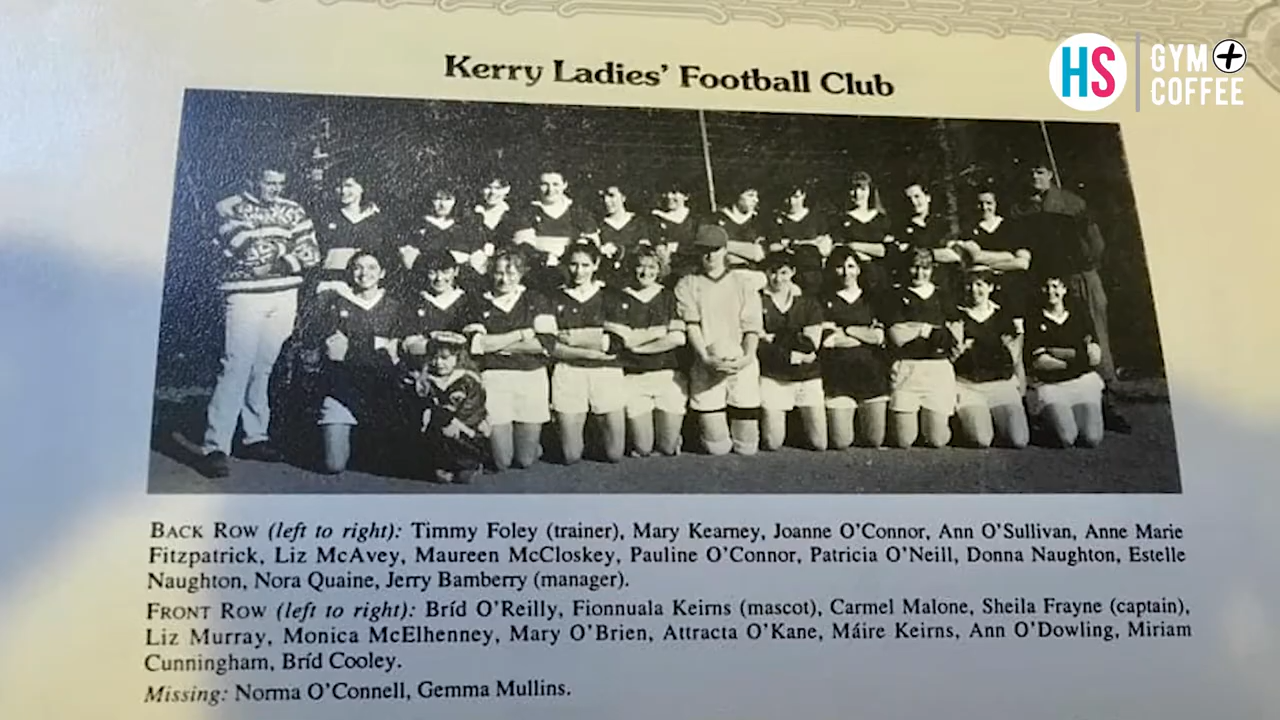 Kerry Ladies' Football Club
HS
GYM+
COFFEE
BACK ROW (left to right): Timmy Foley (trainer), Mary Kearney, Joanne O'Connor, Ann O'Sullivan, Anne Marie
Fitzpatrick, Liz McAvey, Maureen McCloskey, Pauline O'Connor, Patricia O'Neill, Donna Naughton, Estelle
Naughton, Nora Quaine, Jerry Bamberry (manager).
FRONT ROW (left to right): Bríd O'Reilly, Fionnuala Keirns (mascot), Carmel Malone, Sheila Frayne (captain),
Liz Murray, Monica McElhenney, Mary O'Brien, Attracta O'Kane, Máire Keirns, Ann O'Dowling, Miriam
Cunningham, Bríd Cooley.
Missing: Norma O'Connell, Gemma Mullins.